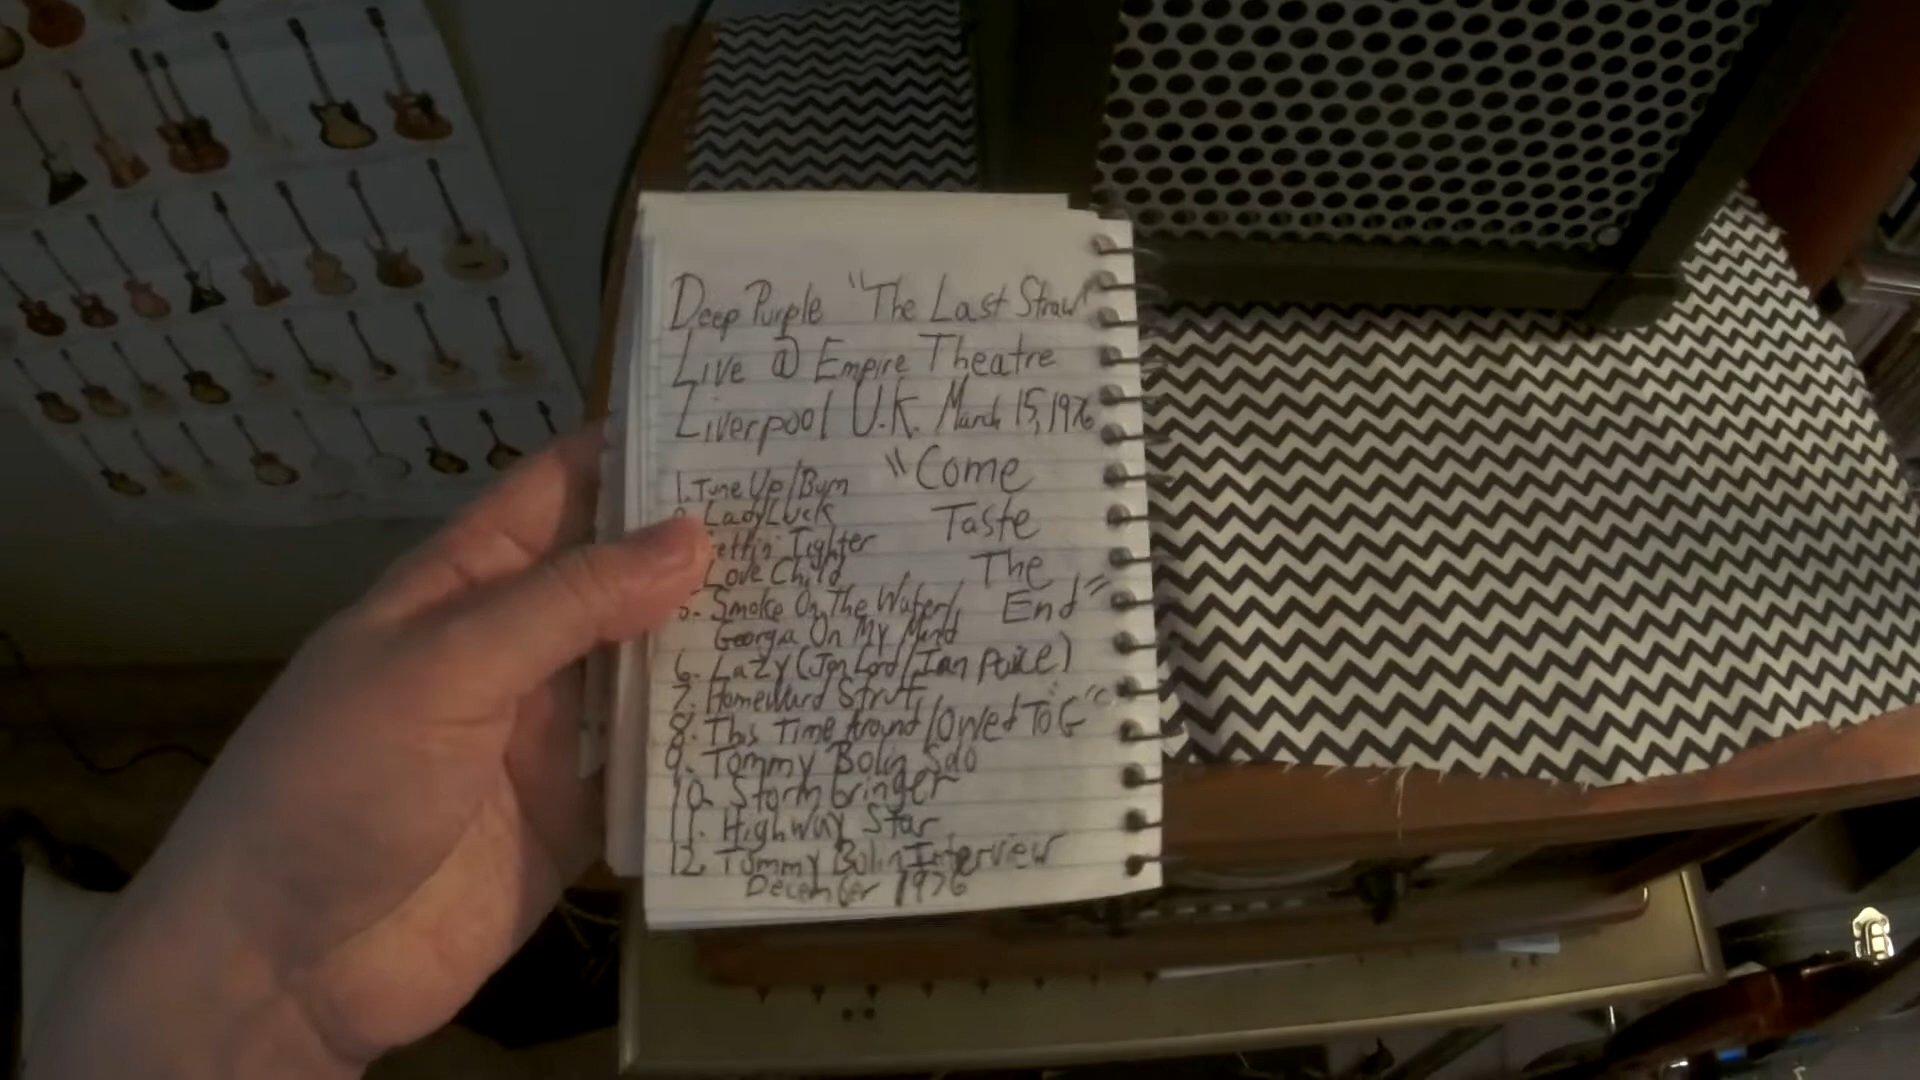 Deep Purple "The Last Straw
Live @ Empire Theatre
Liverpool U.K. March 15, 1976
"Come
Taste
The
End"
1. Tune Up/Burn
Lady Luck
ettin' Tighter
Love Child
5. Smoke On The Water/
Georgia On My Mind
6. Lazy (Jon Lord/Ian Paice)
7. Homeward Strut
8. This Time Around/Owed To "G"
9. Tommy Bolin Solo
10. Stormbringer
11. Highway Star
12. Tommy Bolin Interview
December 1976